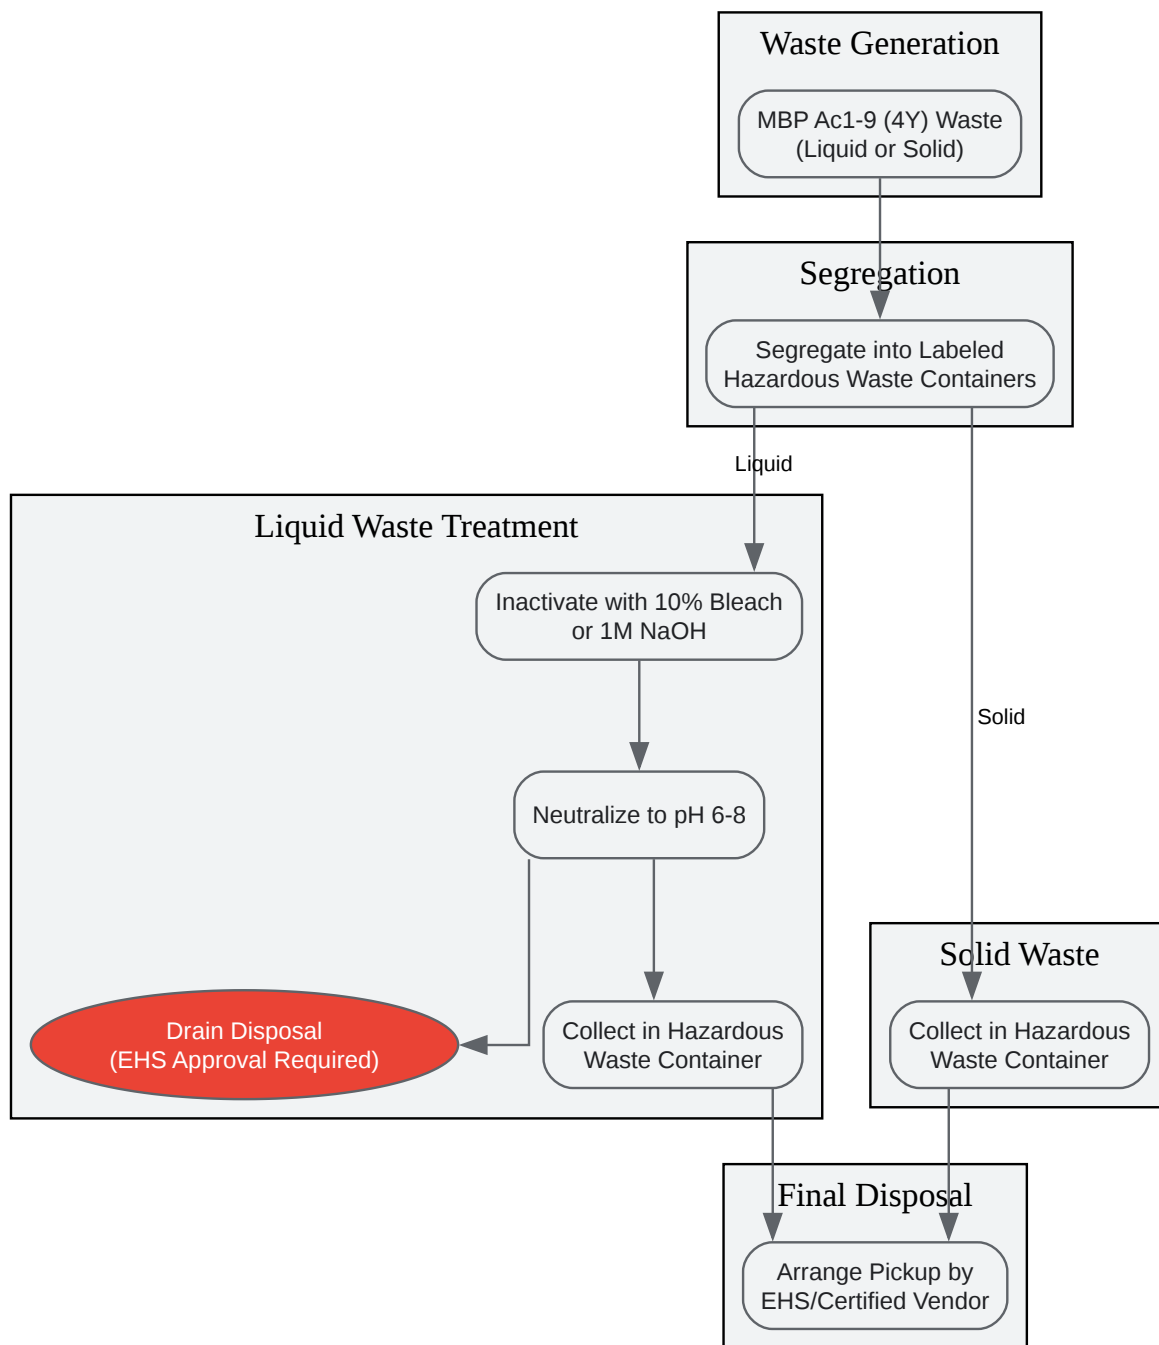 Waste Generation
MBP Ac1-9 (4Y) Waste
(Liquid or Solid)
Segregation
Segregate into Labeled
Hazardous Waste Containers
Liquid
Liquid Waste Treatment
Inactivate with 10% Bleach
or 1M NaOH
Solid
Neutralize to pH 6-8
Solid Waste
Drain Disposal
(EHS Approval Required)
Collect in Hazardous
Waste Container
Collect in Hazardous
Waste Container
Final Disposal
Arrange Pickup by
EHS/Certified Vendor